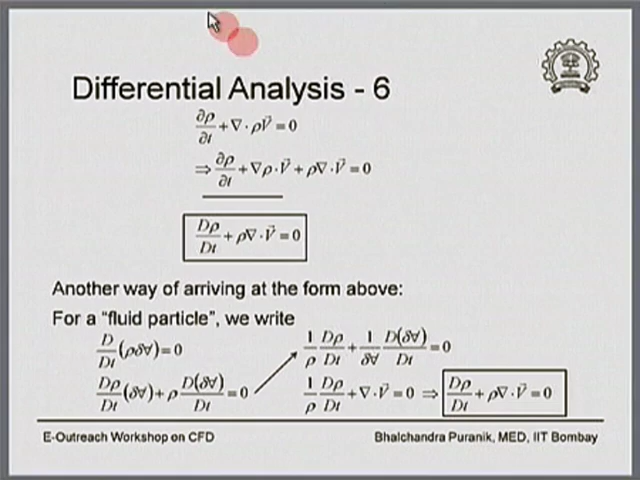 Differential Analysis - 6
∂ρ/∂t + ∇ · ρV⃗ = 0
⇒ ∂ρ/∂t + ∇ρ · V⃗ + ρ∇ · V⃗ = 0
Dρ/Dt + ρ∇ · V⃗ = 0
Another way of arriving at the form above:
For a “fluid particle”, we write
D/Dt (ρδ∀) = 0
Dρ/Dt (δ∀) + ρ D(δ∀)/Dt = 0
1/ρ Dρ/Dt + 1/δ∀ D(δ∀)/Dt = 0
1/ρ Dρ/Dt + ∇ · V⃗ = 0 ⇒ Dρ/Dt + ρ∇ · V⃗ = 0
E-Outreach Workshop on CFD
Bhalchandra Puranik, MED, IIT Bombay